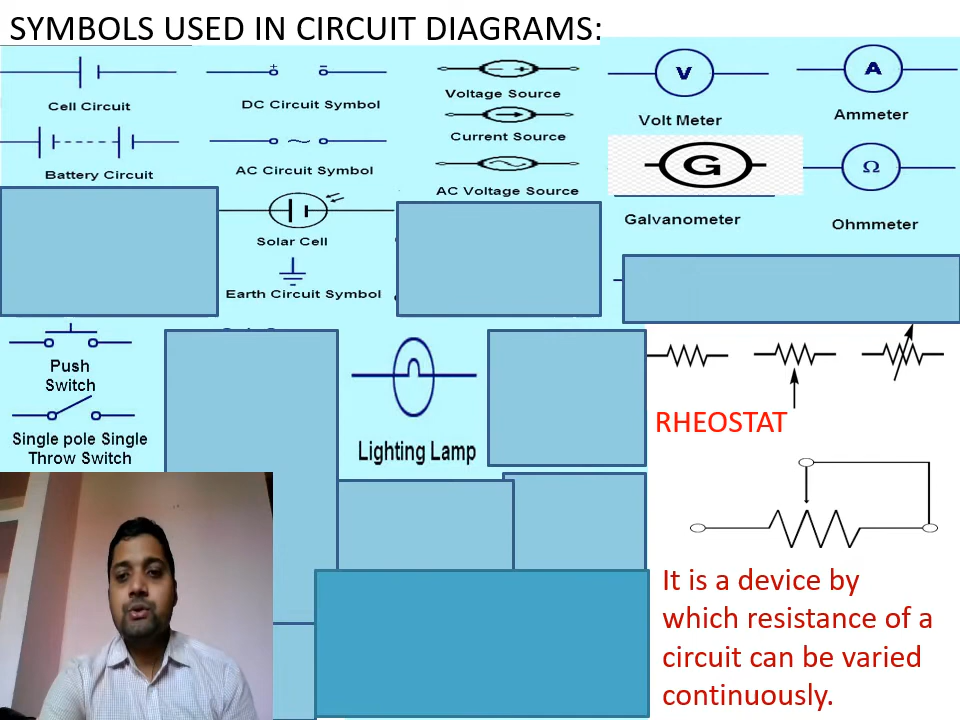 SYMBOLS USED IN CIRCUIT DIAGRAMS:
Cell Circuit
+ −
DC Circuit Symbol
− +
Voltage Source
V
Volt Meter
A
Ammeter
Current Source
Battery Circuit
AC Circuit Symbol
AC Voltage Source
G
Galvanometer
Ω
Ohmmeter
Solar Cell
Earth Circuit Symbol
Push
Switch
Single pole Single
Throw Switch
Lighting Lamp
RHEOSTAT
It is a device by
which resistance of a
circuit can be varied
continuously.